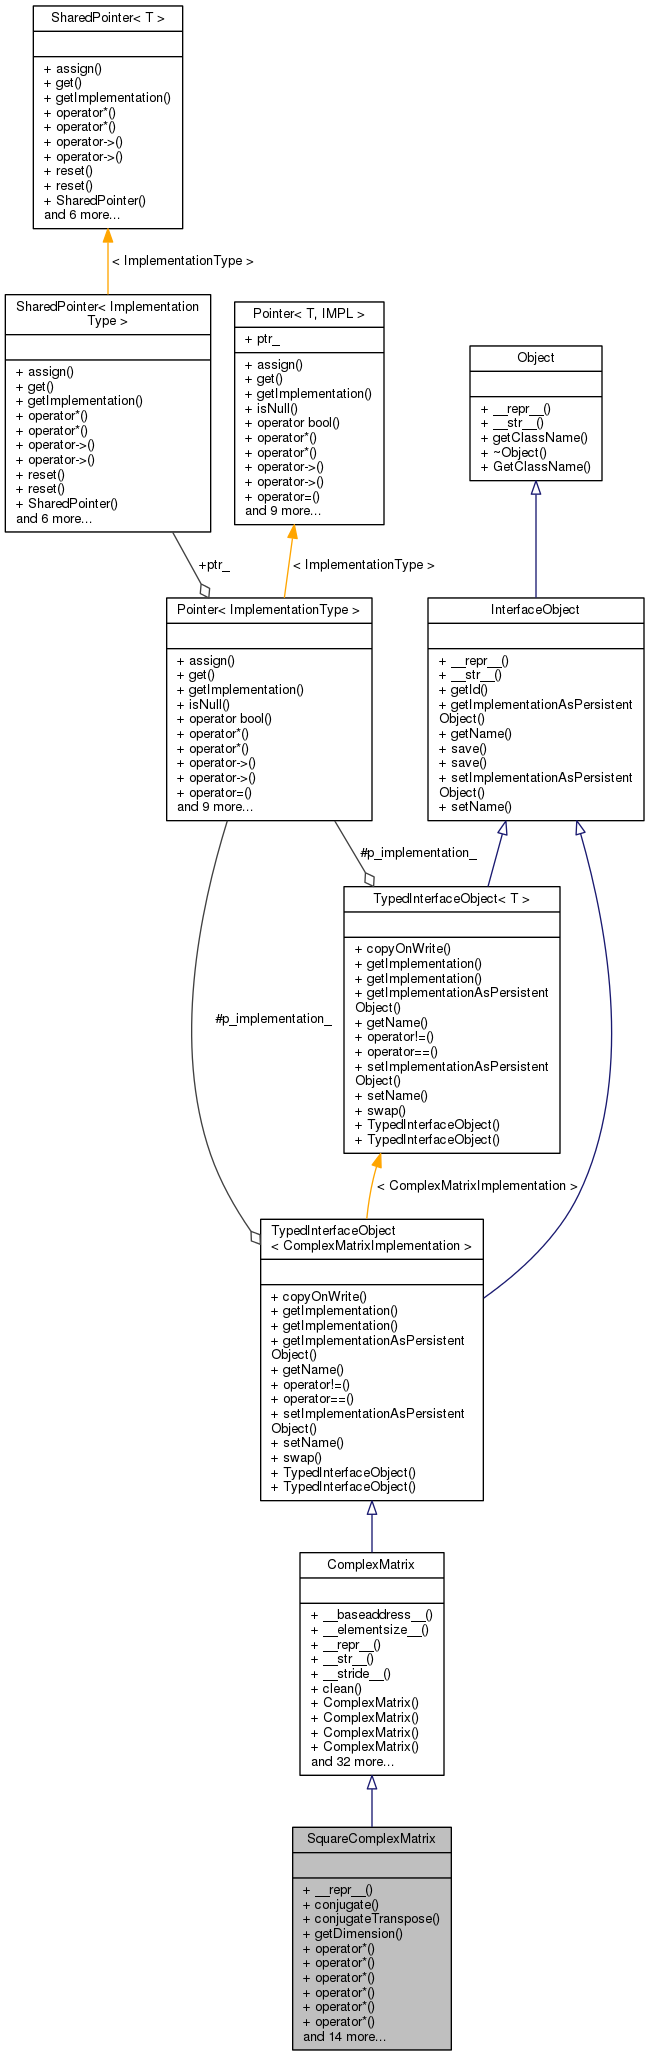 SharedPointer< T >
+ assign()
+ get()
+ getImplementation()
+ operator*()
+ operator*()
+ operator->()
+ operator->()
+ reset()
+ reset()
+ SharedPointer()
and 6 more...
< ImplementationType >
SharedPointer< Implementation
Type >
+ assign()
+ get()
+ getImplementation()
+ operator*()
+ operator*()
+ operator->()
+ operator->()
+ reset()
+ reset()
+ SharedPointer()
and 6 more...
Pointer< T, IMPL >
+ ptr_
+ assign()
+ get()
+ getImplementation()
+ isNull()
+ operator bool()
+ operator*()
+ operator*()
+ operator->()
+ operator->()
+ operator=()
and 9 more...
Object
+ __repr__()
+ __str__()
+ getClassName()
+ ~Object()
+ GetClassName()
+ptr_
< ImplementationType >
Pointer< ImplementationType >
+ assign()
+ get()
+ getImplementation()
+ isNull()
+ operator bool()
+ operator*()
+ operator*()
+ operator->()
+ operator->()
+ operator=()
and 9 more...
InterfaceObject
+ __repr__()
+ __str__()
+ getId()
+ getImplementationAsPersistent
Object()
+ getName()
+ save()
+ save()
+ setImplementationAsPersistent
Object()
+ setName()
#p_implementation_
TypedInterfaceObject< T >
+ copyOnWrite()
+ getImplementation()
+ getImplementation()
+ getImplementationAsPersistent
Object()
+ getName()
+ operator!=()
+ operator==()
+ setImplementationAsPersistent
Object()
+ setName()
+ swap()
+ TypedInterfaceObject()
+ TypedInterfaceObject()
#p_implementation_
< ComplexMatrixImplementation >
TypedInterfaceObject
< ComplexMatrixImplementation >
+ copyOnWrite()
+ getImplementation()
+ getImplementation()
+ getImplementationAsPersistent
Object()
+ getName()
+ operator!=()
+ operator==()
+ setImplementationAsPersistent
Object()
+ setName()
+ swap()
+ TypedInterfaceObject()
+ TypedInterfaceObject()
ComplexMatrix
+ __baseaddress__()
+ __elementsize__()
+ __repr__()
+ __str__()
+ __stride__()
+ clean()
+ ComplexMatrix()
+ ComplexMatrix()
+ ComplexMatrix()
+ ComplexMatrix()
and 32 more...
SquareComplexMatrix
+ __repr__()
+ conjugate()
+ conjugateTranspose()
+ getDimension()
+ operator*()
+ operator*()
+ operator*()
+ operator*()
+ operator*()
+ operator*()
and 14 more...